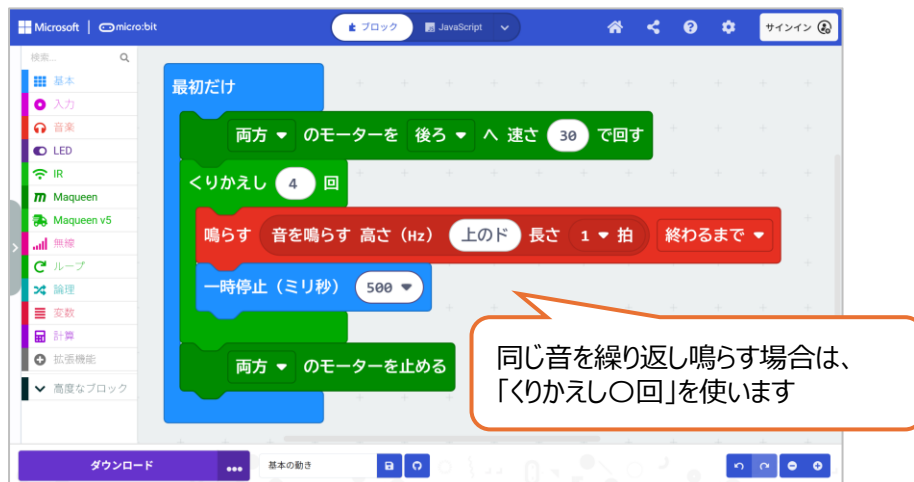 Microsoft micro:bit ブロック JavaScript サインイン
検索...
基本
入力
音楽
LED
IR
Maqueen
Maqueen v5
無線
ループ
論理
変数
計算
拡張機能
高度なブロック
最初だけ
両方 のモーターを 後ろ へ 速さ 30 で回す
くりかえし 4 回
鳴らす 音を鳴らす 高さ (Hz) 上のド 長さ 1 拍 終わるまで
一時停止(ミリ秒) 500
両方 のモーターを止める
同じ音を繰り返し鳴らす場合は、
「くりかえし〇回」を使います
ダウンロード ••• 基本の動き